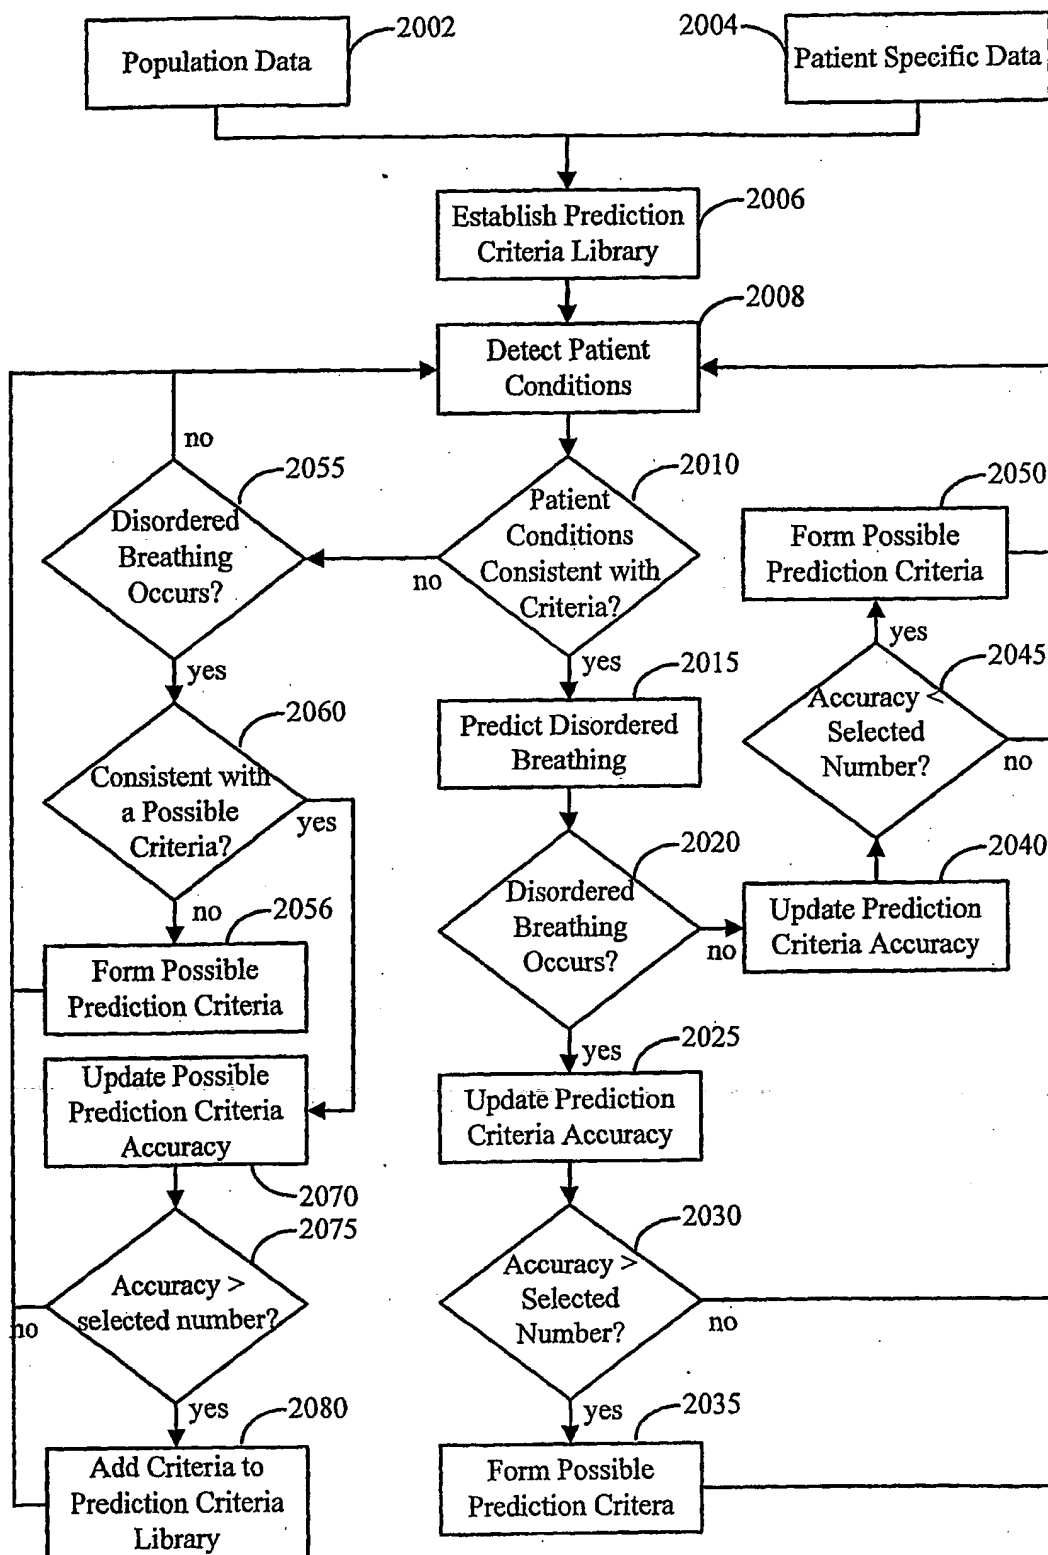 2002
Population Data
2004
Patient Specific Data
2006
Establish Prediction
Criteria Library
2008
Detect Patient
Conditions
no
2055
Disordered
Breathing
Occurs?
yes
2010
Patient
Conditions
Consistent with
Criteria?
no
yes
2050
Form Possible
Prediction Criteria
yes
2045
Accuracy <
Selected
Number?
no
2015
Predict Disordered
Breathing
2060
Consistent with
a Possible
Criteria?
yes
no
2020
Disordered
Breathing
Occurs?
no
yes
2040
Update Prediction
Criteria Accuracy
2056
Form Possible
Prediction Criteria
2025
Update Prediction
Criteria Accuracy
Update Possible
Prediction Criteria
Accuracy
2070
2075
Accuracy >
selected number?
no
yes
2030
Accuracy >
Selected
Number?
no
yes
2080
Add Criteria to
Prediction Criteria
Library
2035
Form Possible
Prediction Critera